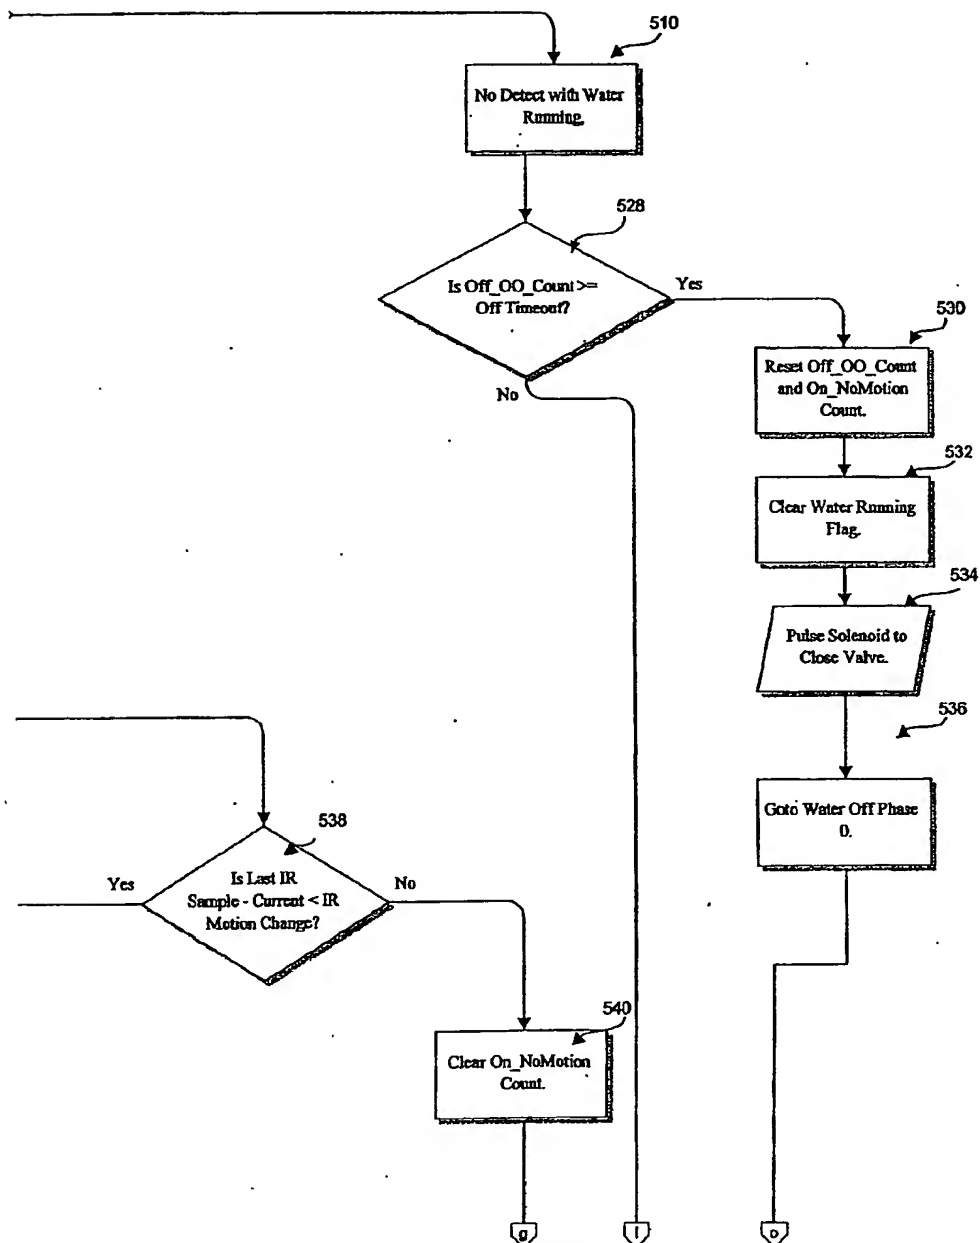 510
No Detect with Water
Running.
528
Is Off_OO_Count >=
Off Timeout?
Yes
No
530
Reset Off_OO_Count
and On_NoMotion
Count.
532
Clear Water Running
Flag.
534
Pulse Solenoid to
Close Valve.
536
Goto Water Off Phase
0.
538
Is Last IR
Sample - Current < IR
Motion Change?
Yes
No
540
Clear On_NoMotion
Count.
g
o